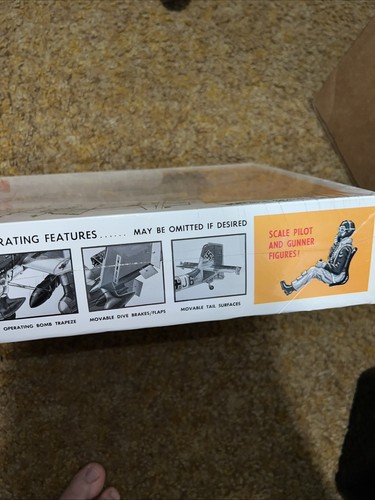 RATING FEATURES...... MAY BE OMITTED IF DESIRED
SCALE PILOT
AND GUNNER
FIGURES!
OPERATING BOMB TRAPEZE
MOVABLE DIVE BRAKES/FLAPS
MOVABLE TAIL SURFACES